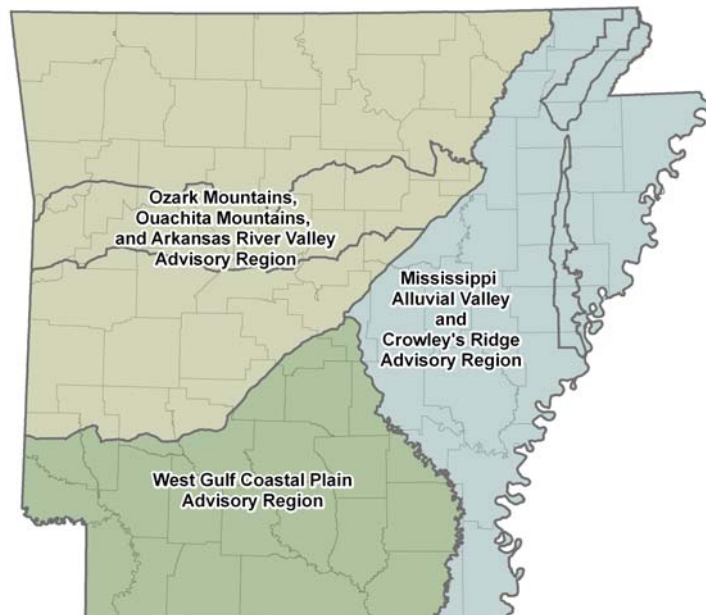 Ozark Mountains,
Ouachita Mountains,
and Arkansas River Valley
Advisory Region
Mississippi
Alluvial Valley
and
Crowley's Ridge
Advisory Region
West Gulf Coastal Plain
Advisory Region